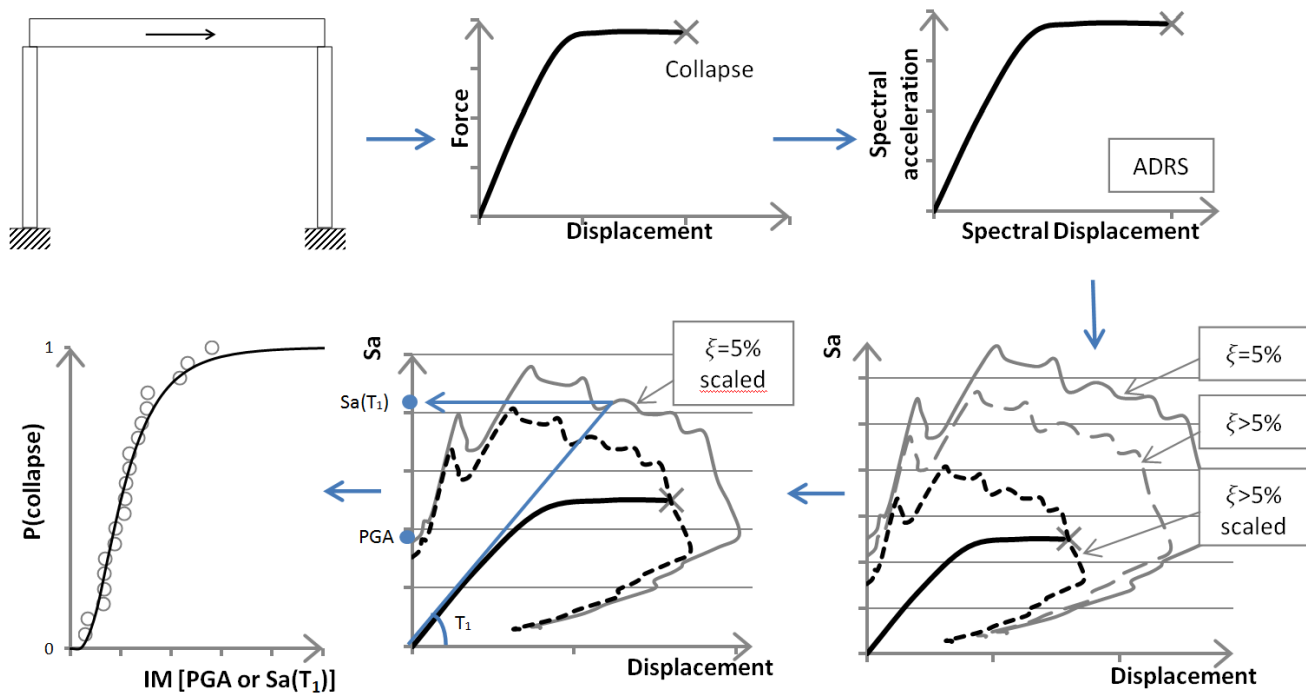 Force
Collapse
Displacement
Spectral
acceleration
ADRS
Spectral Displacement
1
P(collapse)
0
IM [PGA or Sa(T₁)]
Sa
ξ=5%
scaled
Sa(T₁)
PGA
T₁
Displacement
Sa
ξ=5%
ξ>5%
ξ>5%
scaled
Displacement